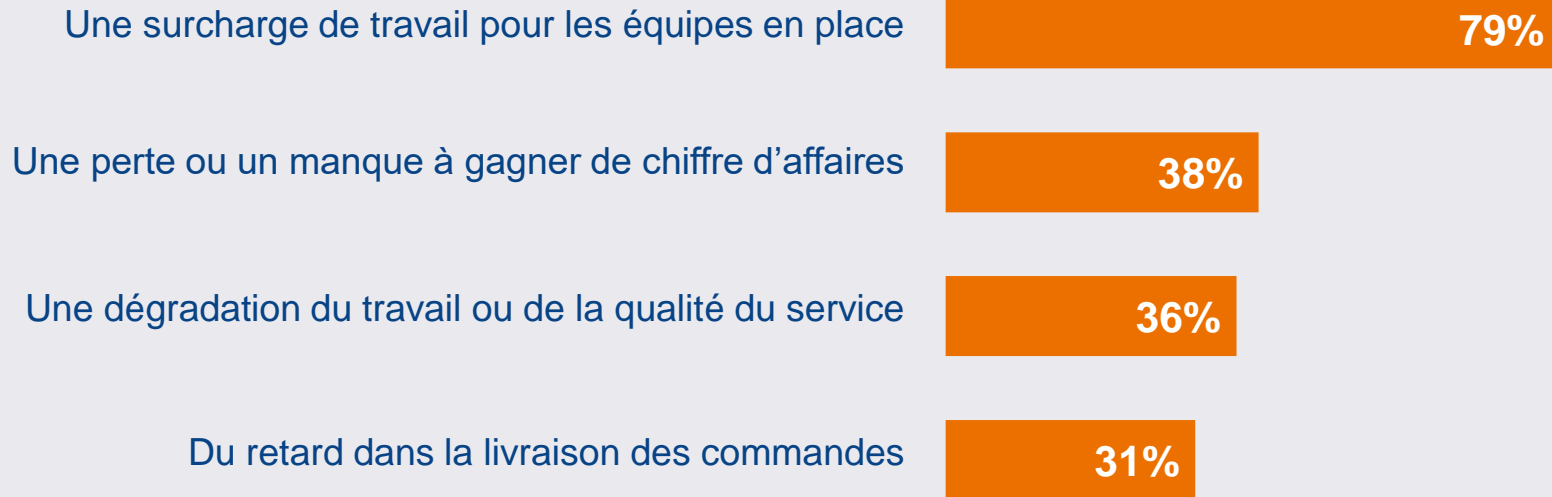 Une surcharge de travail pour les équipes en place 79%
Une perte ou un manque à gagner de chiffre d’affaires 38%
Une dégradation du travail ou de la qualité du service 36%
Du retard dans la livraison des commandes 31%